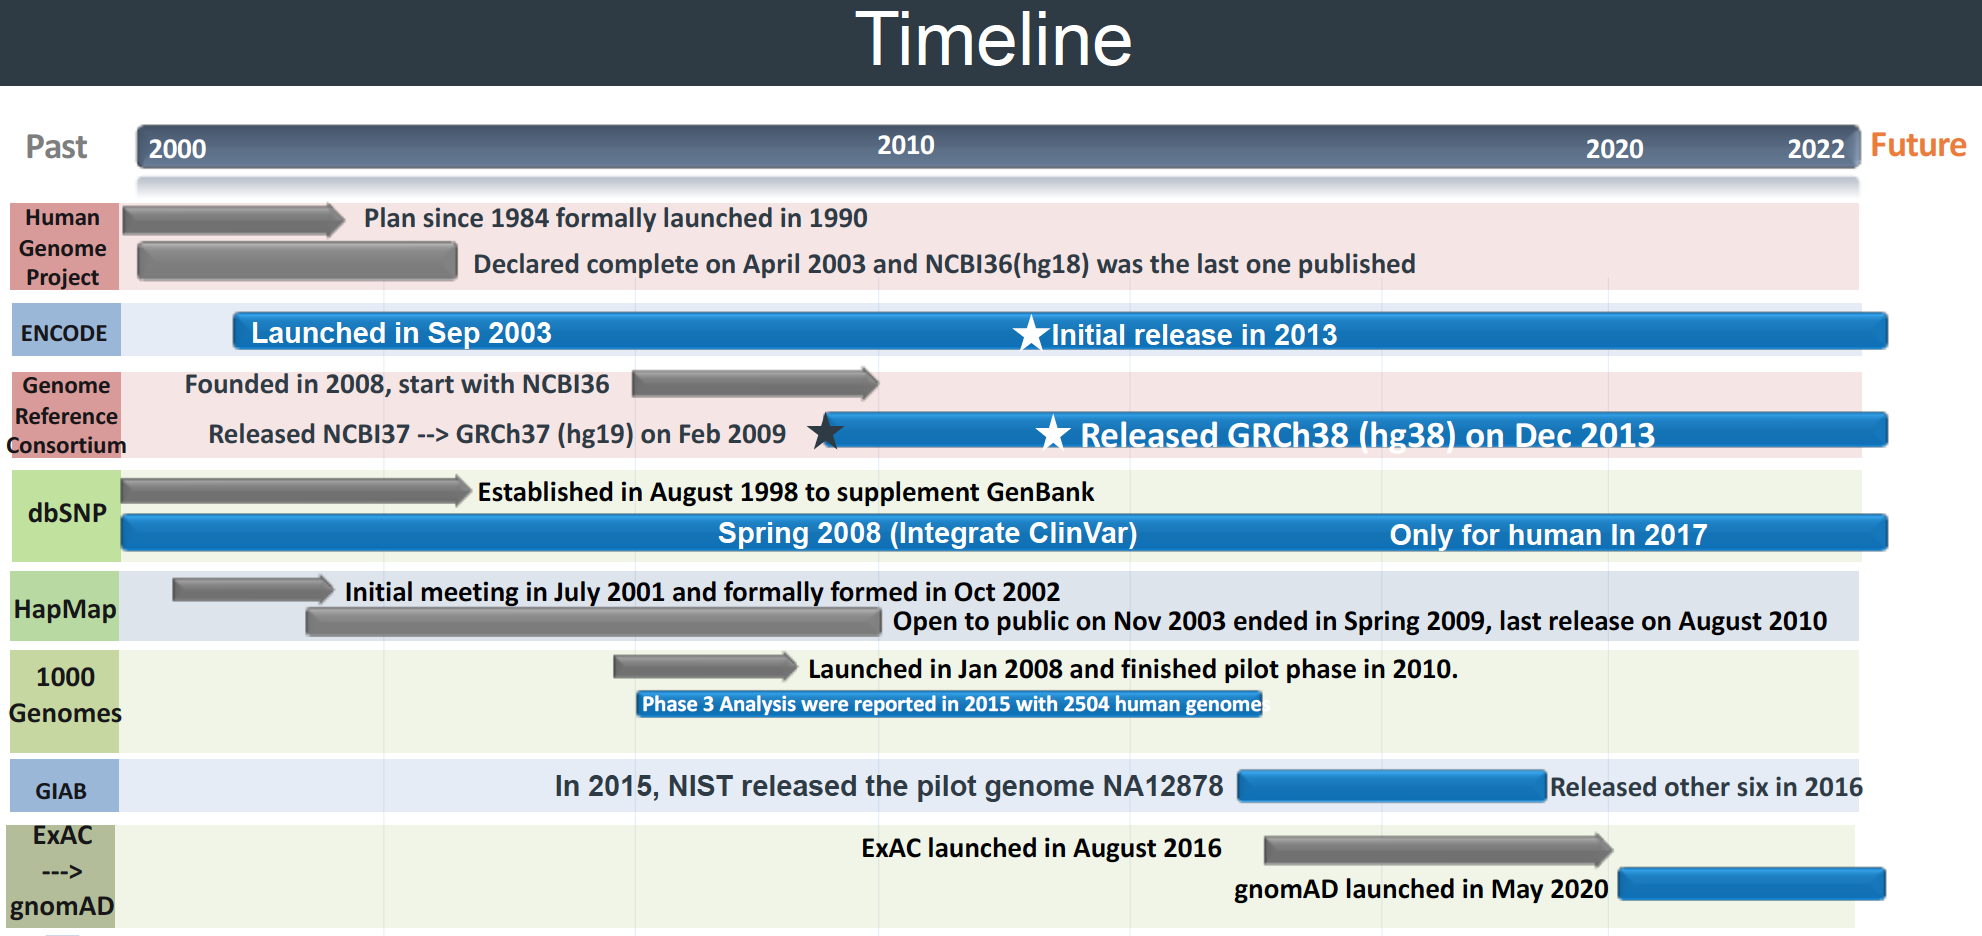 Timeline
Past
2000
2010
2020
2022
Future
Human
Genome
Project
Plan since 1984 formally launched in 1990
Declared complete on April 2003 and NCBI36(hg18) was the last one published
ENCODE
Launched in Sep 2003
Initial release in 2013
Genome
Reference
Consortium
Founded in 2008, start with NCBI36
Released NCBI37 --> GRCh37 (hg19) on Feb 2009
Released GRCh38 (hg38) on Dec 2013
dbSNP
Established in August 1998 to supplement GenBank
Spring 2008 (Integrate ClinVar)
Only for human In 2017
HapMap
Initial meeting in July 2001 and formally formed in Oct 2002
Open to public on Nov 2003 ended in Spring 2009, last release on August 2010
1000
Genomes
Launched in Jan 2008 and finished pilot phase in 2010.
Phase 3 Analysis were reported in 2015 with 2504 human genomes
GIAB
In 2015, NIST released the pilot genome NA12878
Released other six in 2016
ExAC
--->
gnomAD
ExAC launched in August 2016
gnomAD launched in May 2020